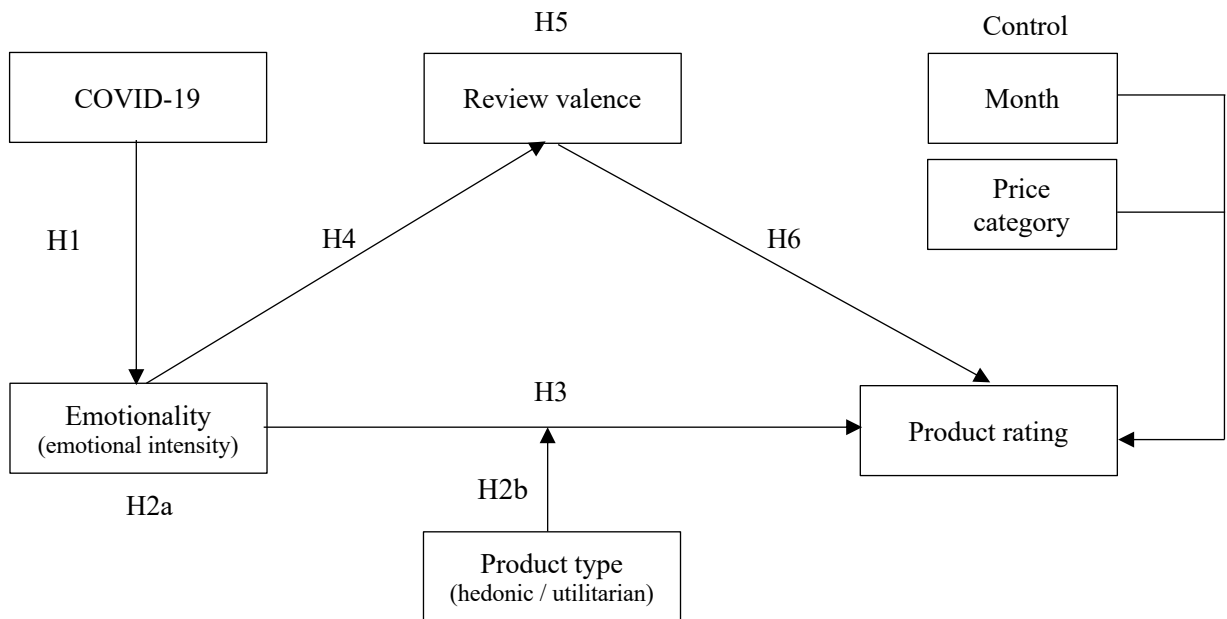 H5
Control
COVID-19
Review valence
Month
Price
category
H1
H4
H6
Emotionality
(emotional intensity)
H3
Product rating
H2a
H2b
Product type
(hedonic / utilitarian)